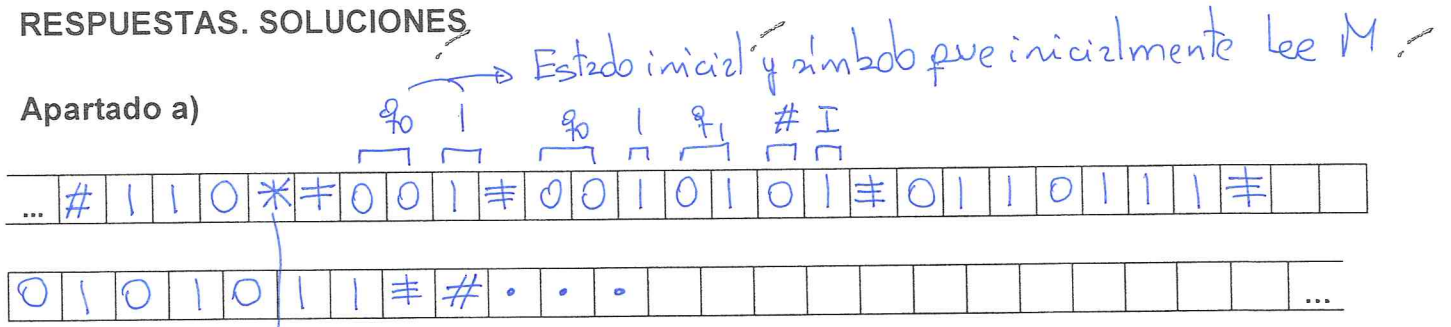 RESPUESTAS. SOLUCIONES
Estado inicial y símbolo que inicialmente lee M.
Apartado a)
q0 1 q0 1 q1 # I
... # 1 1 0 * ≠ 0 0 1 ≢ 0 0 1 0 1 0 1 ≢ 0 1 1 0 1 1 1 ≢
0 1 0 1 0 1 1 ≢ # . . . ...